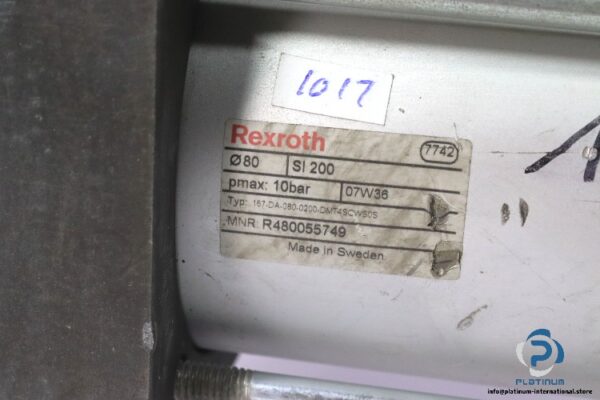 1017
Rexroth 7742
Ø80 SI 200
pmax: 10bar 07W36
Typ: 167-DA-080-0200-DMT4SCWS0S
MNR: R480055749
Made in Sweden
PLATINUM
info@platinum-international.store